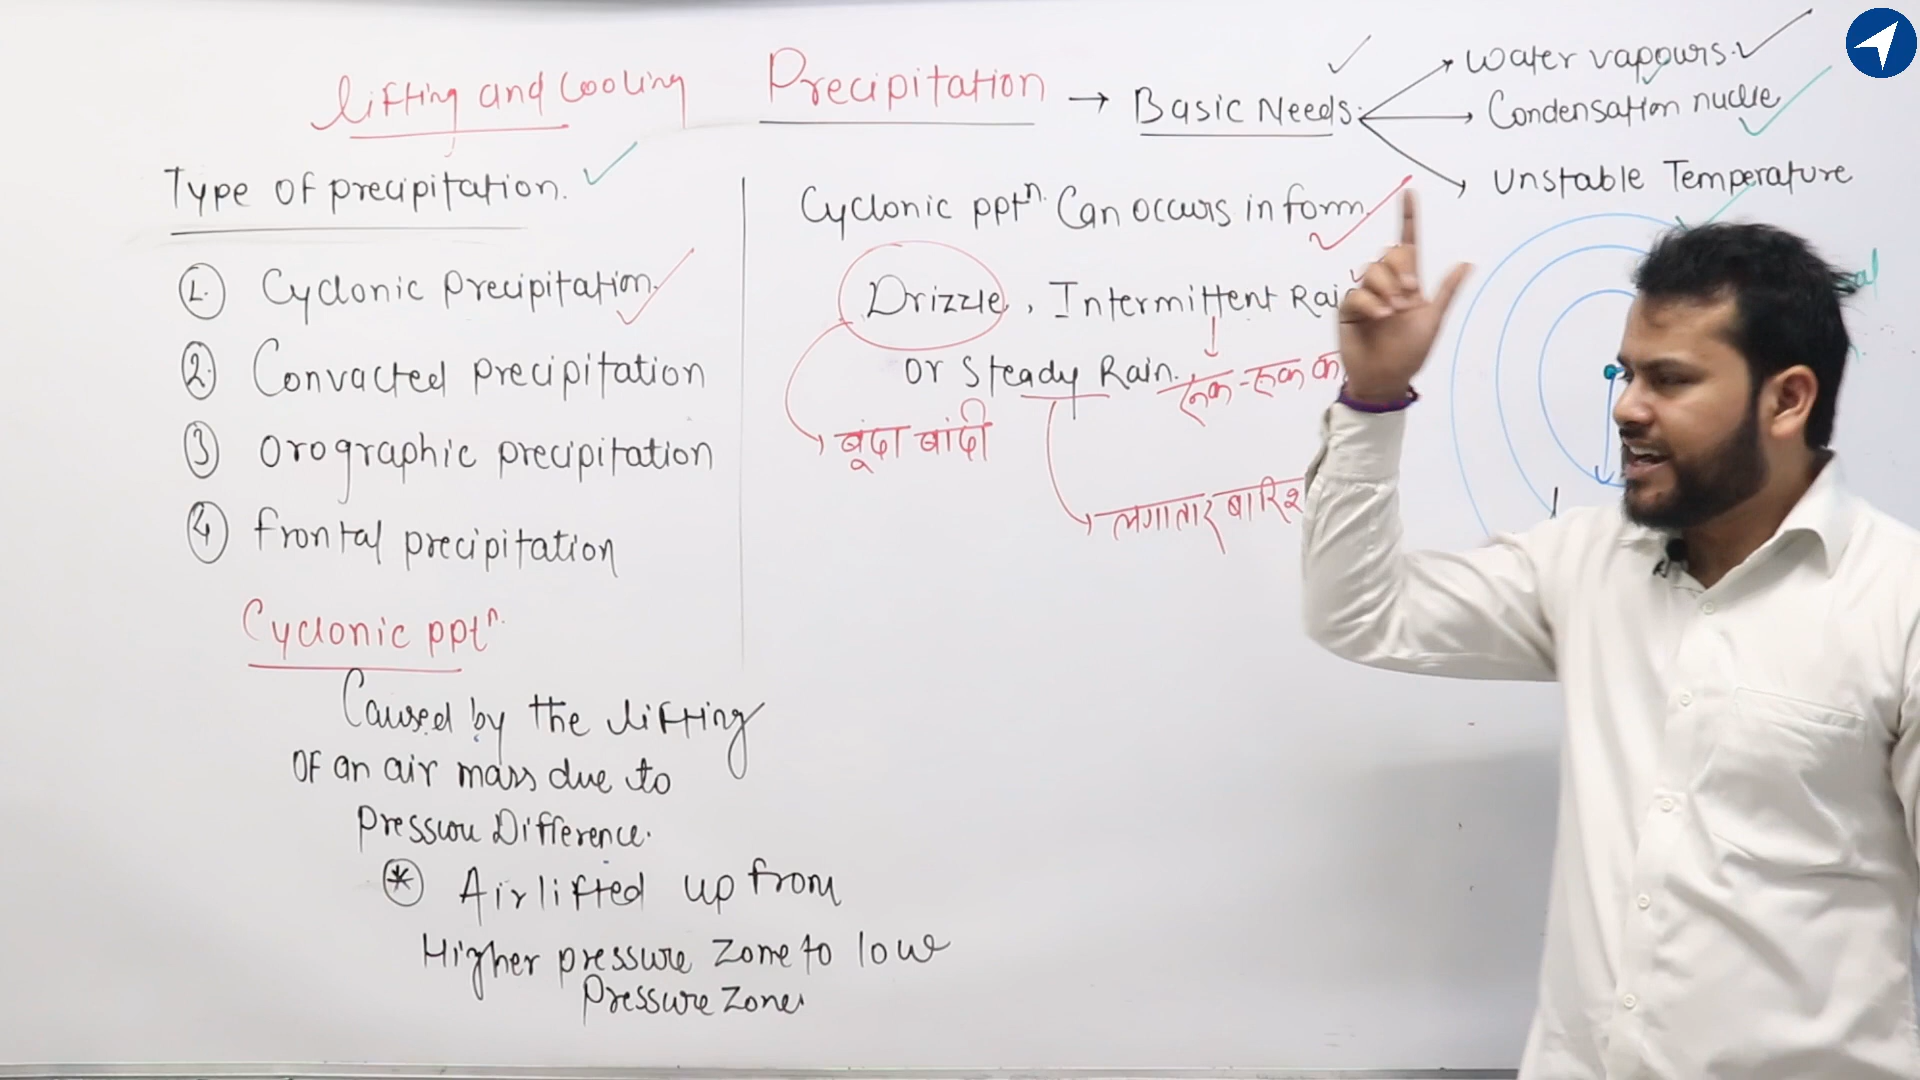 Lifting and Cooling
Precipitation → Basic Needs.
→ Water vapours.
→ Condensation nuclie
→ Unstable Temperature
Type of precipitation.
① Cyclonic precipitation.
② Convacted precipitation
③ Orographic precipitation
④ frontal precipitation
Cyclonic pptⁿ.
Caused by the lifting
of an air mass due to
Pressure Difference.
* Air lifted up from
Higher pressure Zone to low
Pressure Zone.
Cyclonic pptⁿ. Can occurs in form
Drizzle, Intermittent
or Steady Rain.
बूंदा बांदी
लगातार